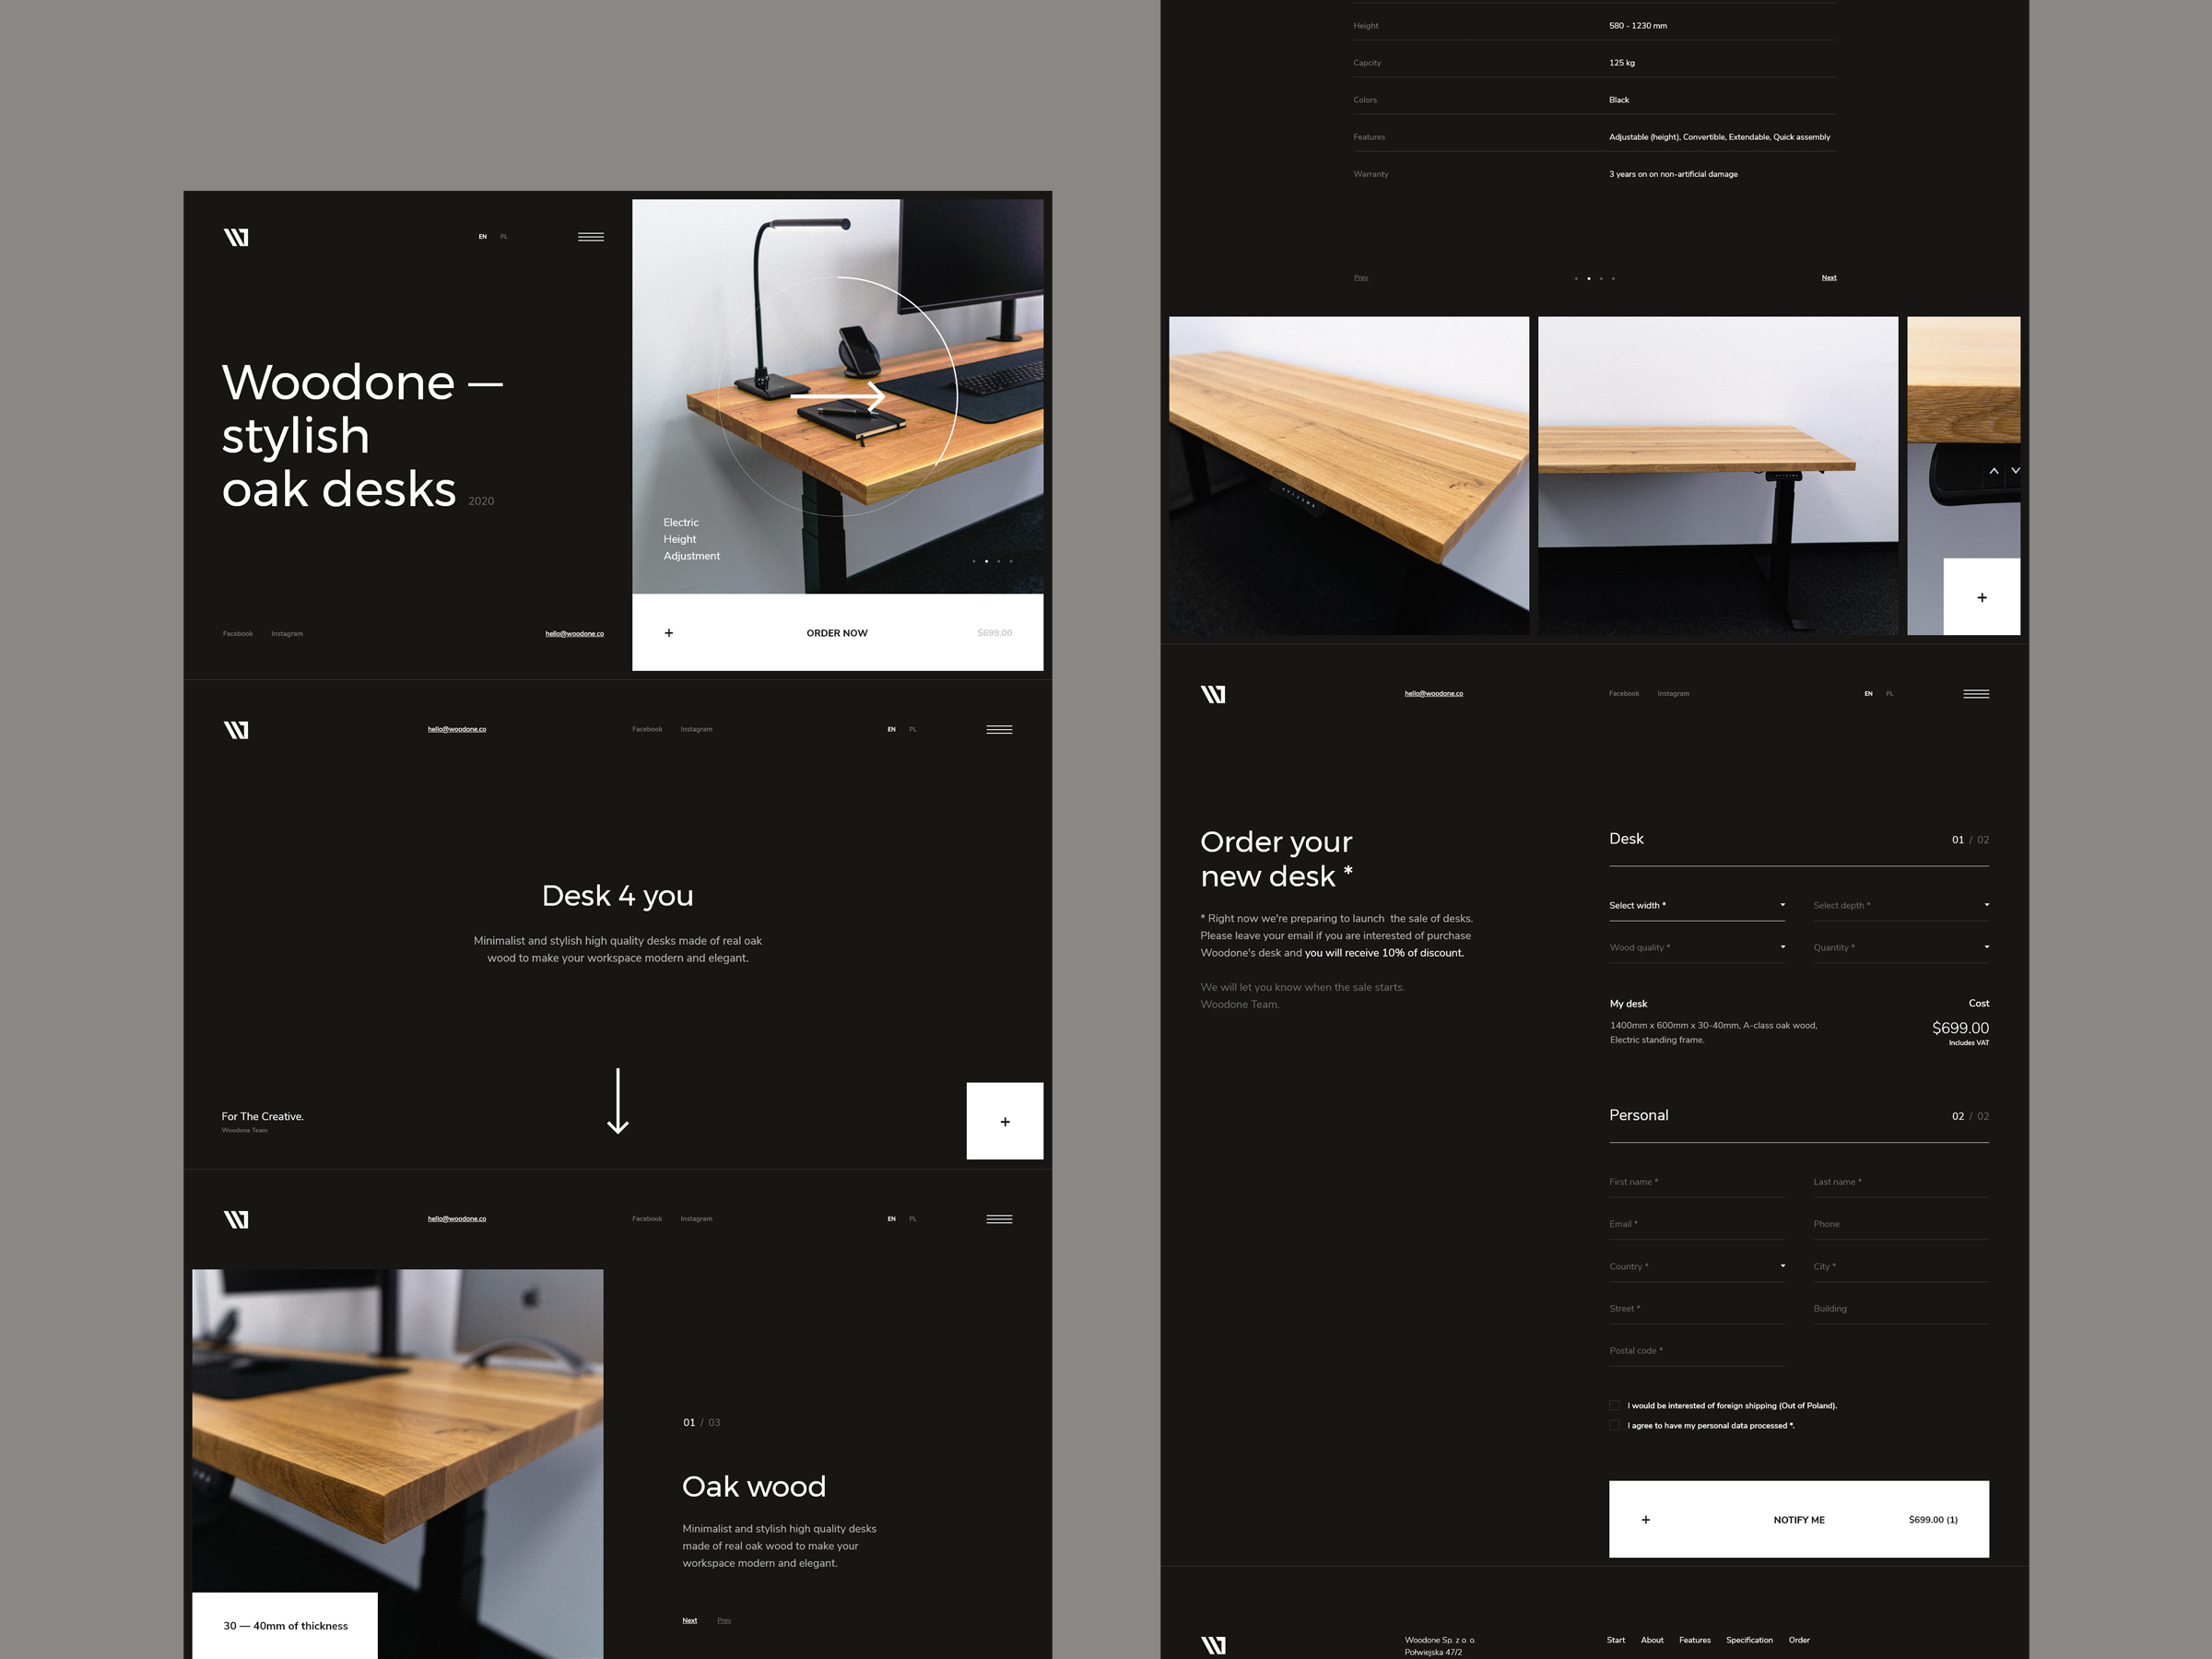 EN PL
Woodone —
stylish
oak desks 2020
Electric
Height
Adjustment
Facebook Instagram hello@woodone.co
+ ORDER NOW $699.00
hello@woodone.co Facebook Instagram EN PL
Desk 4 you
Minimalist and stylish high quality desks made of real oak
wood to make your workspace modern and elegant.
For The Creative.
Woodone Team
+
hello@woodone.co Facebook Instagram EN PL
01 / 03
Oak wood
Minimalist and stylish high quality desks
made of real oak wood to make your
workspace modern and elegant.
Next Prev
30 — 40mm of thickness
Height 580 - 1230 mm
Capcity 125 kg
Colors Black
Features Adjustable (height), Convertible, Extendable, Quick assembly
Warranty 3 years on on non-artificial damage
Prev Next
+
hello@woodone.co Facebook Instagram EN PL
Order your
new desk *
* Right now we're preparing to launch the sale of desks.
Please leave your email if you are interested of purchase
Woodone's desk and you will receive 10% of discount.
We will let you know when the sale starts.
Woodone Team.
Desk 01 / 02
Select width * Select depth *
Wood quality * Quantity *
My desk Cost
1400mm x 600mm x 30-40mm, A-class oak wood,
Electric standing frame.
$699.00
Includes VAT
Personal 02 / 02
First name * Last name *
Email * Phone
Country * City *
Street * Building
Postal code *
I would be interested of foreign shipping (Out of Poland).
I agree to have my personal data processed *.
+ NOTIFY ME $699.00 (1)
Woodone Sp. z o. o.
Półwiejska 47/2
Start About Features Specification Order